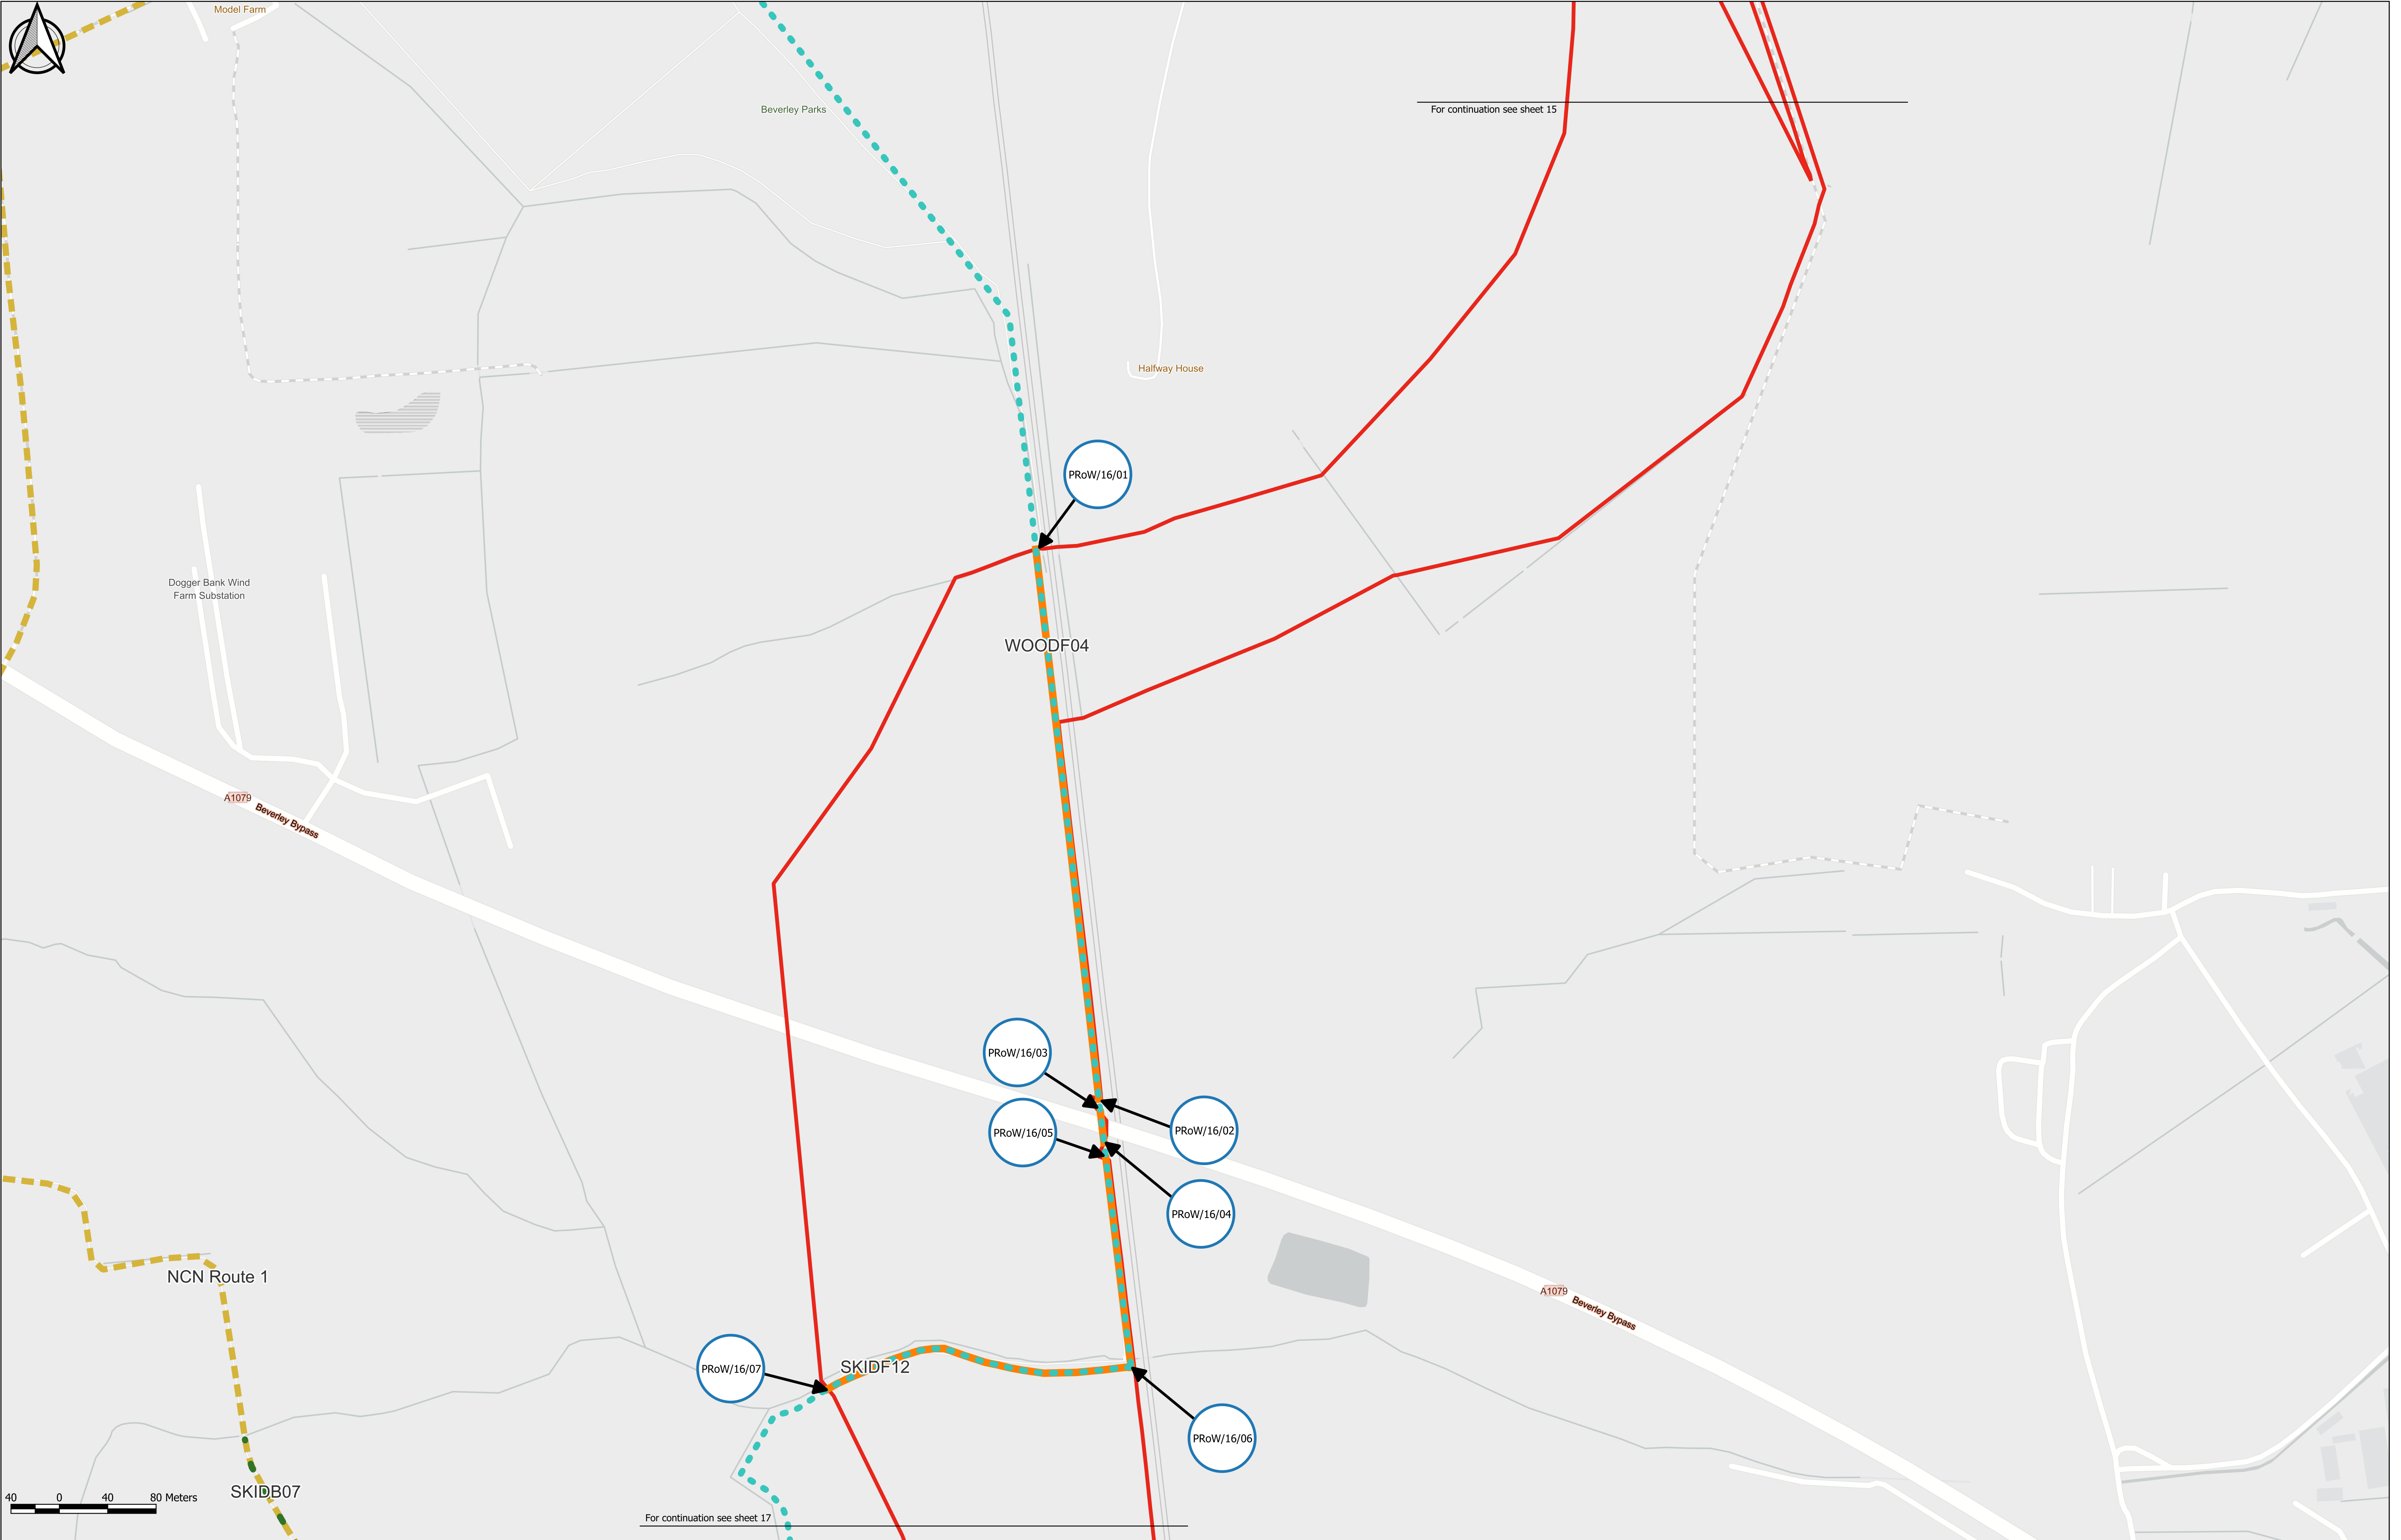 Model Farm
Beverley Parks
For continuation see sheet 15
Halfway House
PRoW/16/01
Dogger Bank Wind
Farm Substation
WOODF04
A1079
Beverley Bypass
PRoW/16/03
PRoW/16/05
PRoW/16/02
PRoW/16/04
NCN Route 1
A1079
Beverley Bypass
PRoW/16/07
SKIDF12
PRoW/16/06
SKIDB07
40 0 40 80 Meters
For continuation see sheet 17